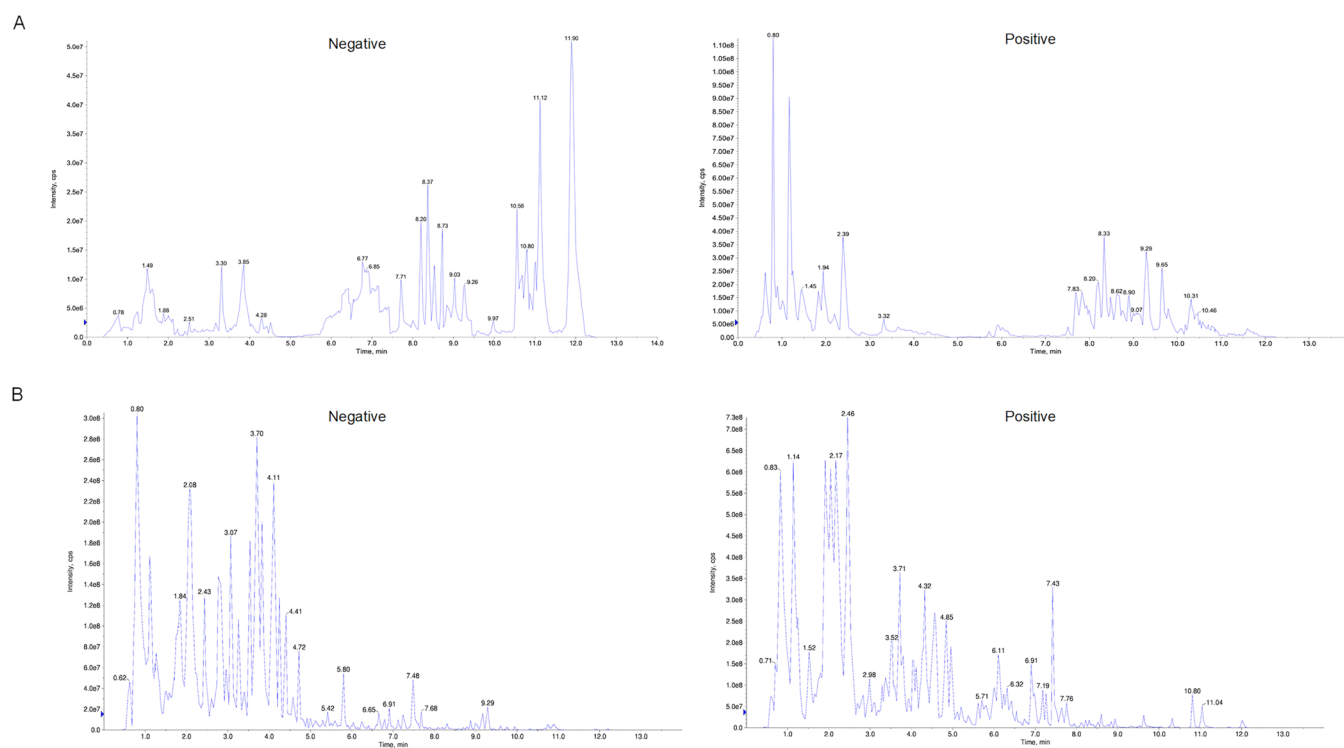 A
Negative
5.0e7
4.5e7
4.0e7
3.5e7
3.0e7
2.5e7
2.0e7
1.5e7
1.0e7
5.0e6
0.0
Intensity, cps
0.78
1.49
1.88
2.51
3.30
3.85
4.28
6.77
6.85
7.71
8.20
8.37
8.73
9.03
9.26
9.97
10.56
10.80
11.12
11.90
0.0 1.0 2.0 3.0 4.0 5.0 6.0 7.0 8.0 9.0 10.0 11.0 12.0 13.0 14.0
Time, min
Positive
1.10e8
1.05e8
1.00e8
9.50e7
9.00e7
8.50e7
8.00e7
7.50e7
7.00e7
6.50e7
6.00e7
5.50e7
5.00e7
4.50e7
4.00e7
3.50e7
3.00e7
2.50e7
2.00e7
1.50e7
1.00e7
5.00e6
0.00
Intensity, cps
0.80
1.45
1.94
2.39
3.32
7.83
8.20
8.33
8.62
8.90
9.07
9.29
9.65
10.31
10.46
0.0 1.0 2.0 3.0 4.0 5.0 6.0 7.0 8.0 9.0 10.0 11.0 12.0 13.0
Time, min
B
Negative
3.0e8
2.8e8
2.6e8
2.4e8
2.2e8
2.0e8
1.8e8
1.6e8
1.4e8
1.2e8
1.0e8
8.0e7
6.0e7
4.0e7
2.0e7
0.0
Intensity, cps
0.62
0.80
1.84
2.08
2.43
3.07
3.70
4.11
4.41
4.72
5.42
5.80
6.65
6.91
7.48
7.68
9.29
1.0 2.0 3.0 4.0 5.0 6.0 7.0 8.0 9.0 10.0 11.0 12.0 13.0
Time, min
Positive
7.3e8
7.0e8
6.5e8
6.0e8
5.5e8
5.0e8
4.5e8
4.0e8
3.5e8
3.0e8
2.5e8
2.0e8
1.5e8
1.0e8
5.0e7
0.0
Intensity, cps
0.71
0.83
1.14
1.52
2.17
2.46
2.98
3.52
3.71
4.32
4.85
5.71
6.11
6.32
6.91
7.19
7.43
7.76
10.80
11.04
1.0 2.0 3.0 4.0 5.0 6.0 7.0 8.0 9.0 10.0 11.0 12.0 13.0
Time, min